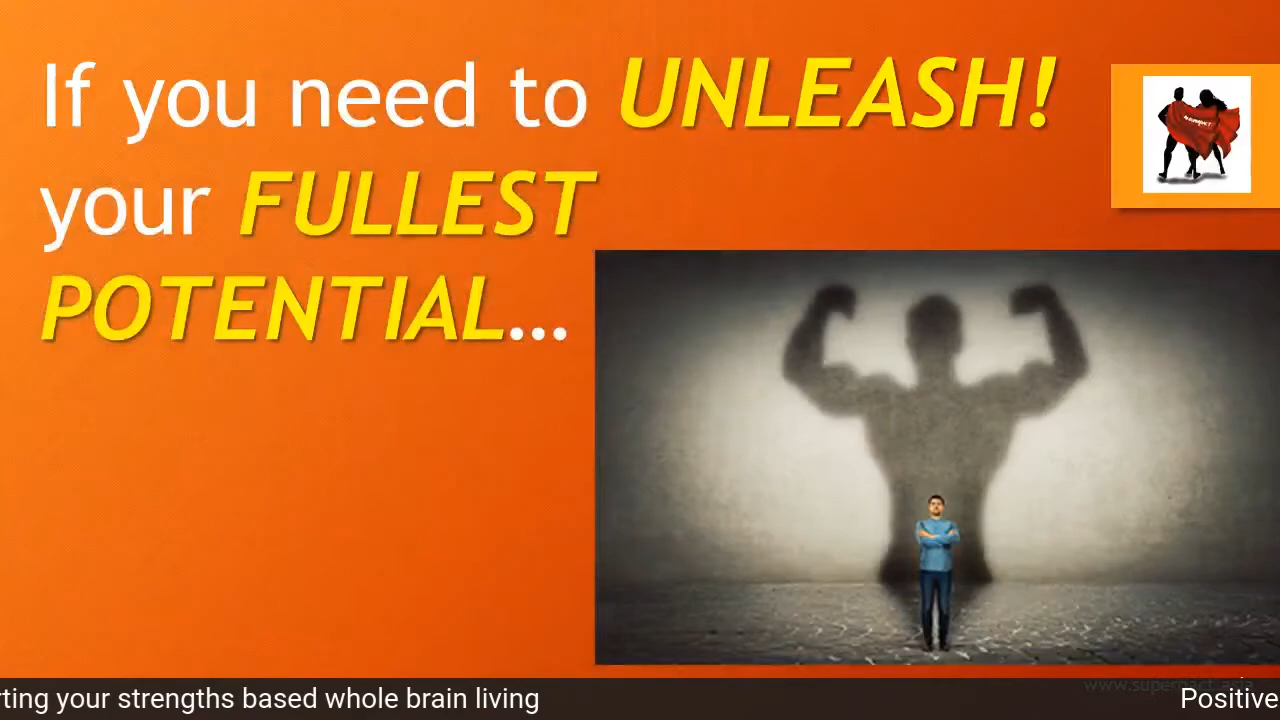 If you need to UNLEASH!
your FULLEST
POTENTIAL...
rting your strengths based whole brain living
Positive